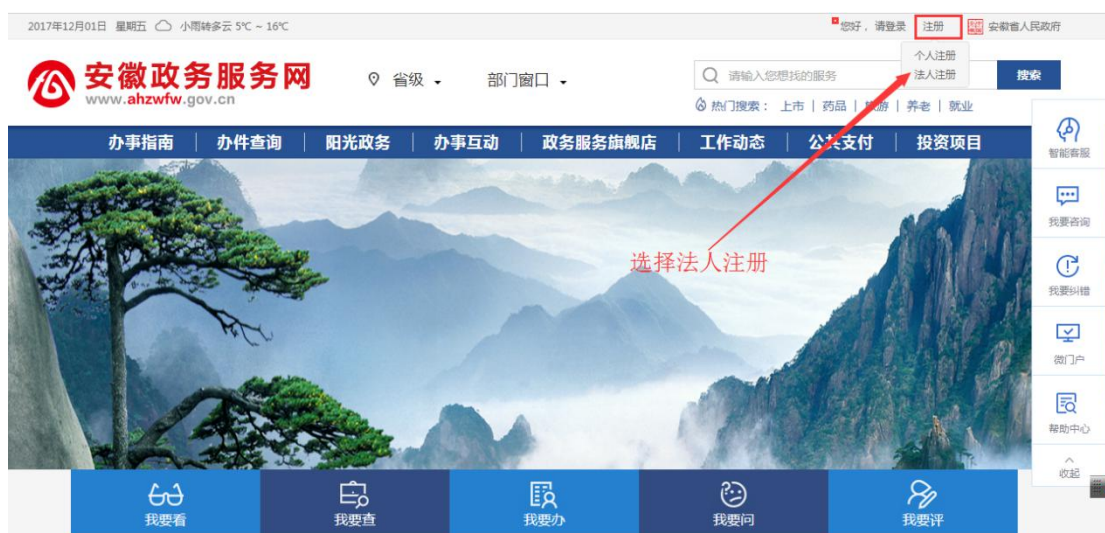 2017年12月01日 星期五 小雨转多云 5℃ ~ 16℃
您好，请登录 注册 安徽省人民政府
个人注册
法人注册
安徽政务服务网
www.ahzwfw.gov.cn
省级 部门窗口
请输入您想找的服务 搜索
热门搜索： 上市 | 药品 | 旅游 | 养老 | 就业
办事指南 | 办件查询 | 阳光政务 | 办事互动 | 政务服务旗舰店 | 工作动态 | 公共支付 | 投资项目
选择法人注册
智能客服
我要咨询
我要纠错
微门户
帮助中心
收起
我要看 我要查 我要办 我要问 我要评